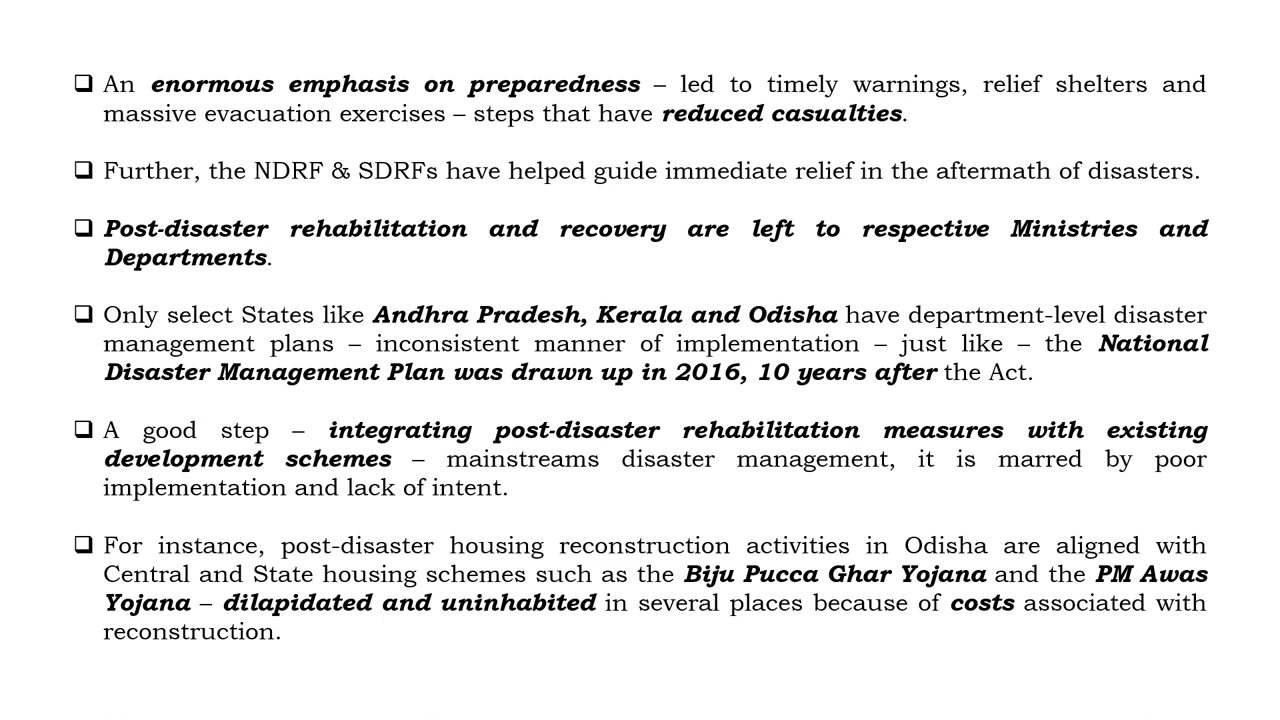 ❑ An enormous emphasis on preparedness – led to timely warnings, relief shelters and
massive evacuation exercises – steps that have reduced casualties.
❑ Further, the NDRF & SDRFs have helped guide immediate relief in the aftermath of disasters.
❑ Post-disaster rehabilitation and recovery are left to respective Ministries and
Departments.
❑ Only select States like Andhra Pradesh, Kerala and Odisha have department-level disaster
management plans – inconsistent manner of implementation – just like – the National
Disaster Management Plan was drawn up in 2016, 10 years after the Act.
❑ A good step – integrating post-disaster rehabilitation measures with existing
development schemes – mainstreams disaster management, it is marred by poor
implementation and lack of intent.
❑ For instance, post-disaster housing reconstruction activities in Odisha are aligned with
Central and State housing schemes such as the Biju Pucca Ghar Yojana and the PM Awas
Yojana – dilapidated and uninhabited in several places because of costs associated with
reconstruction.